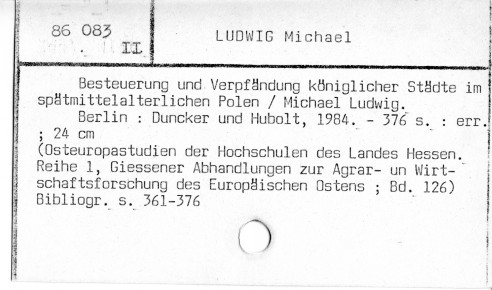 86 083
II
LUDWIG Michael
Besteuerung und Verpfändung königlicher Städte im
spätmittelalterlichen Polen / Michael Ludwig.
Berlin : Duncker und Hubolt, 1984. - 376 s. : err.
; 24 cm
(Osteuropastudien der Hochschulen des Landes Hessen.
Reihe 1, Giessener Abhandlungen zur Agrar- un Wirt-
schaftsforschung des Europäischen Ostens ; Bd. 126)
Bibliogr. s. 361-376